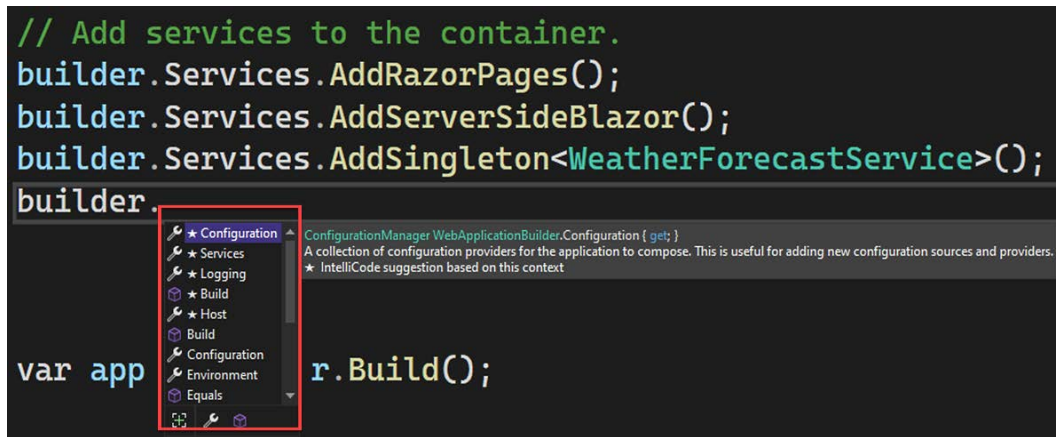 // Add services to the container.
builder.Services.AddRazorPages();
builder.Services.AddServerSideBlazor();
builder.Services.AddSingleton<WeatherForecastService>();
builder.
★ Configuration
★ Services
★ Logging
★ Build
★ Host
Build
Configuration
Environment
Equals
ConfigurationManager WebApplicationBuilder.Configuration { get; }
A collection of configuration providers for the application to compose. This is useful for adding new configuration sources and providers.
★ IntelliCode suggestion based on this context
var app r.Build();